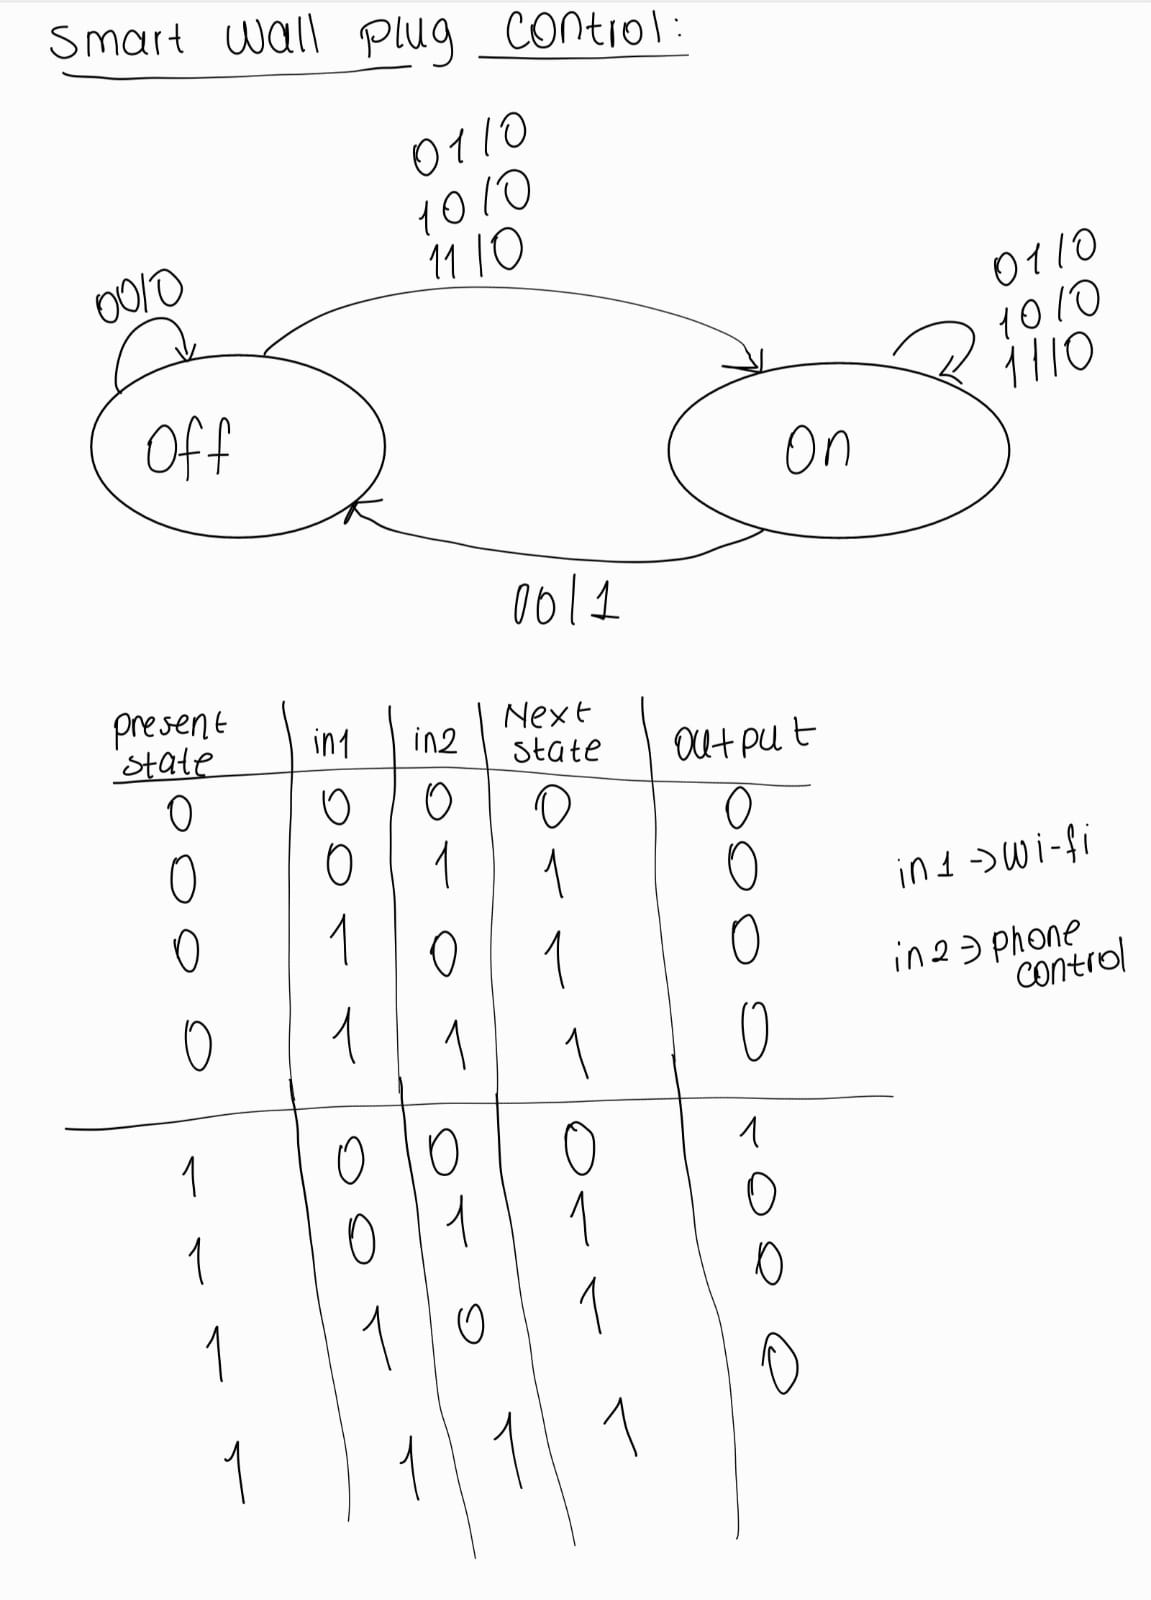 Smart Wall Plug Control:
01/0
10/0
11/0
00/0
01/0
10/0
11/0
Off
On
00/1
Present state in1 in2 Next state Output
0 0 0 0 0
0 0 1 1 0
0 1 0 1 0
0 1 1 1 0
1 0 0 0 1
1 0 1 1 0
1 1 0 1 0
1 1 1 1 0
in1 → Wi-fi
in2 → Phone
control